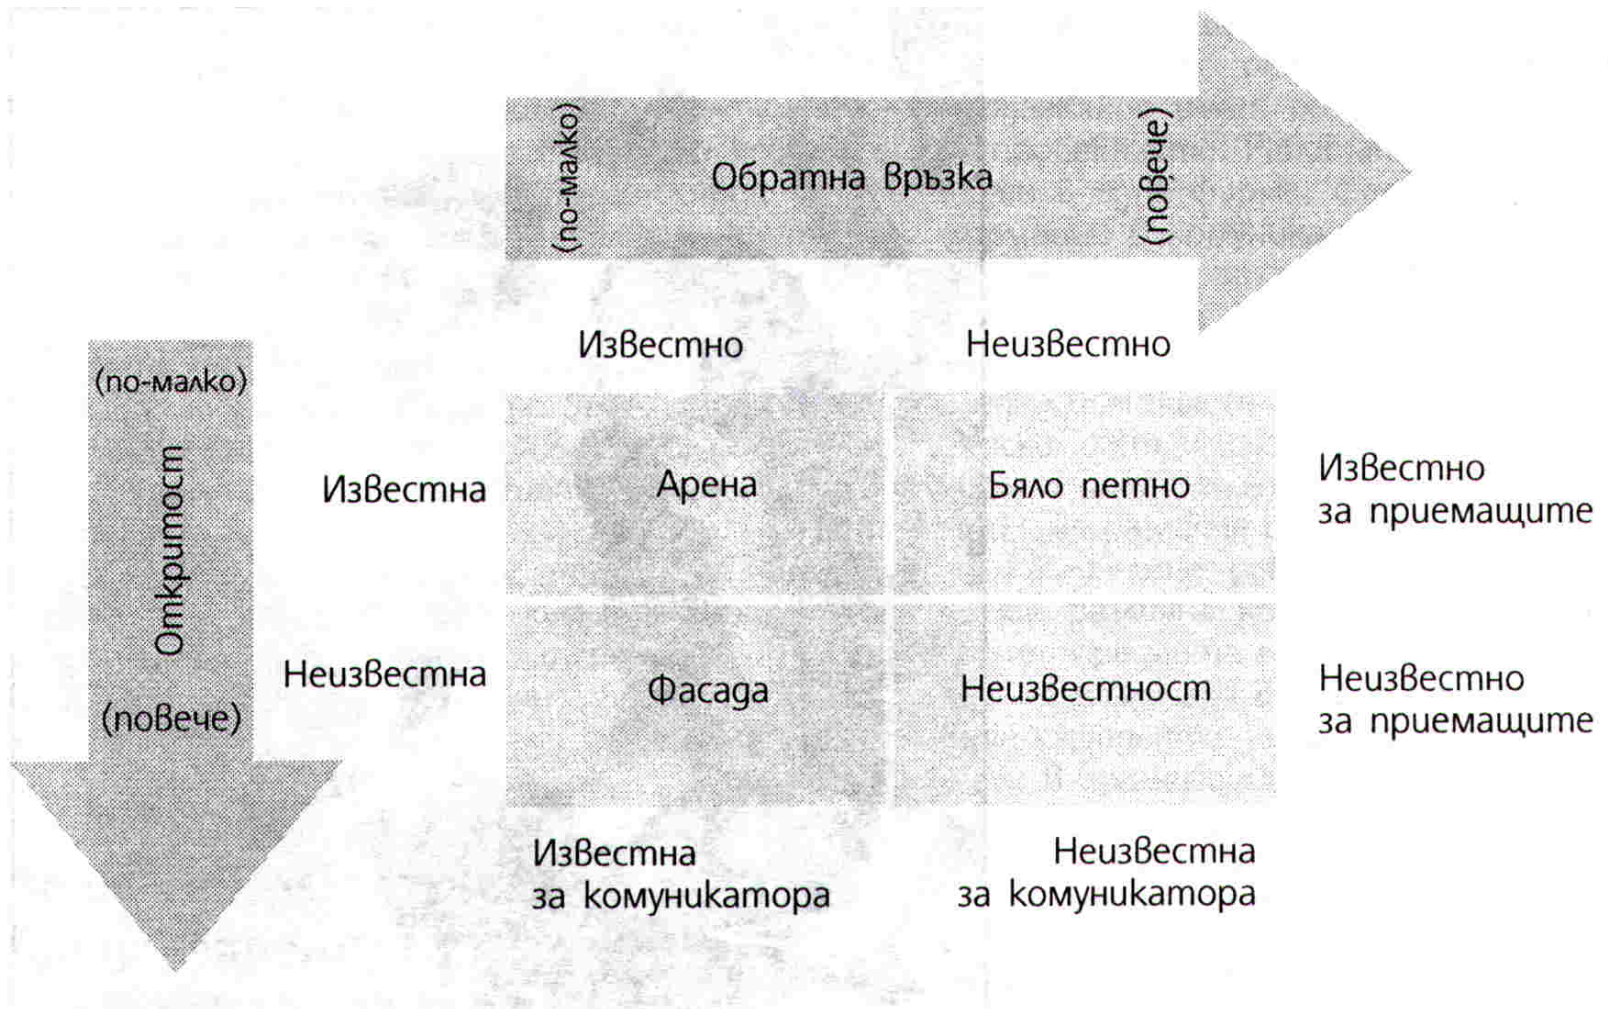 (по-малко)
Обратна връзка
(повече)
Известно
Неизвестно
(по-малко)
Откритост
(повече)
Известна
Арена
Бяло петно
Известно
за приемащите
Неизвестна
Фасада
Неизвестност
Неизвестно
за приемащите
Известна
за комуникатора
Неизвестна
за комуникатора